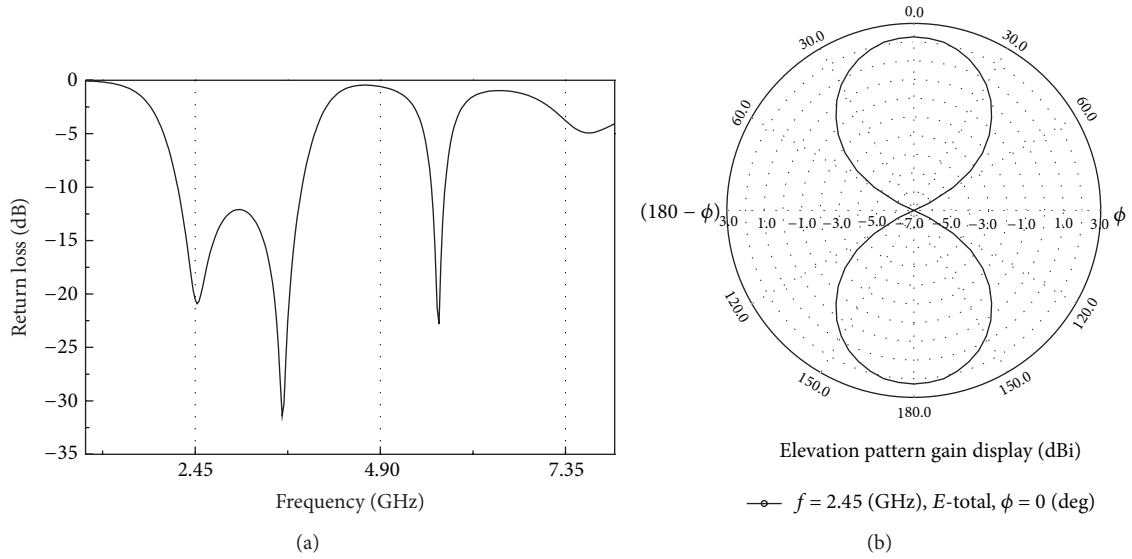 0
−5
−10
−15
−20
−25
−30
−35
Return loss (dB)
2.45 4.90 7.35
Frequency (GHz)
(a)
0.0
30.0 30.0
60.0 60.0
(180 − ϕ) 3.0 1.0 −1.0 −3.0 −5.0 −7.0 −5.0 −3.0 −1.0 1.0 3.0 ϕ
120.0 120.0
150.0 150.0
180.0
Elevation pattern gain display (dBi)
f = 2.45 (GHz), E-total, ϕ = 0 (deg)
(b)